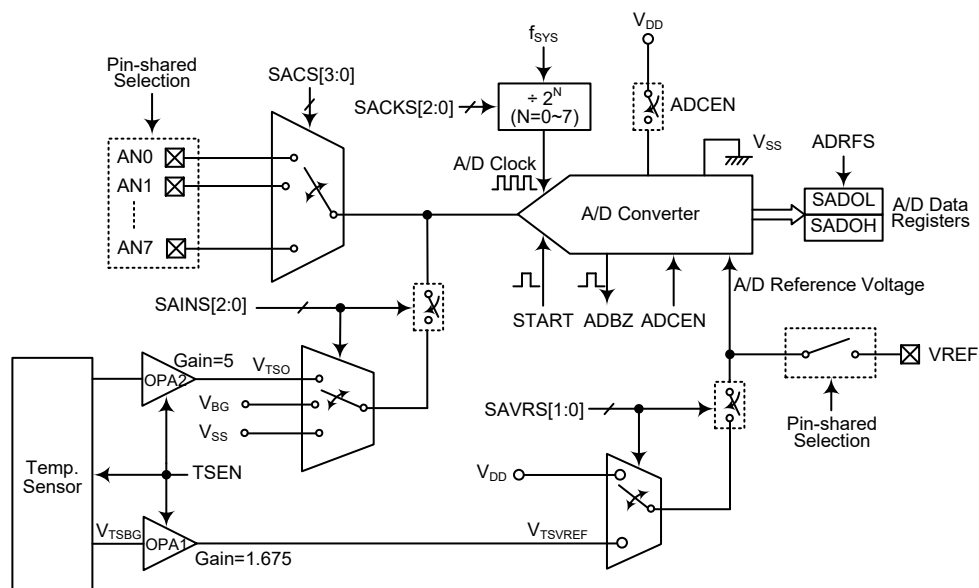 Pin-shared
Selection
SACS[3:0]
fSYS
VDD
SACKS[2:0]
÷ 2^N
(N=0~7)
ADCEN
AN0
AN1
AN7
A/D Clock
VSS
ADRFS
A/D Converter
SADOL
SADOH
A/D Data
Registers
SAINS[2:0]
START
ADBZ
ADCEN
A/D Reference Voltage
Gain=5
OPA2
VTSO
VBG
VSS
VREF
SAVRS[1:0]
Pin-shared
Selection
Temp.
Sensor
TSEN
VDD
VTSBG
OPA1
Gain=1.675
VTSVREF